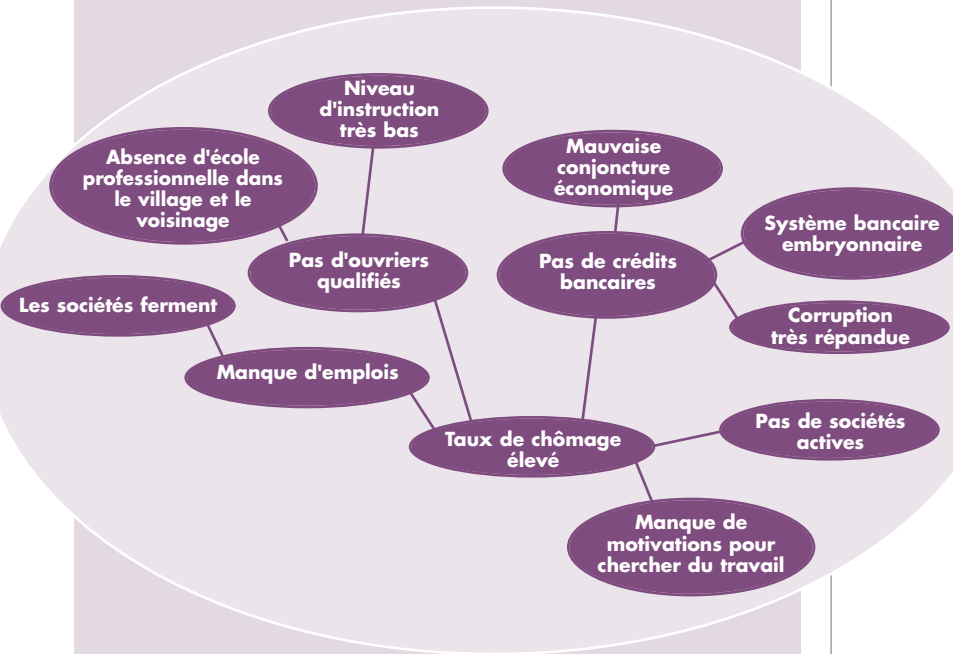 Niveau
d'instruction
très bas
Absence d'école
professionnelle dans
le village et le
voisinage
Mauvaise
conjoncture
économique
Système bancaire
embryonnaire
Pas d'ouvriers
qualifiés
Pas de crédits
bancaires
Les sociétés ferment
Corruption
très répandue
Manque d'emplois
Taux de chômage
élevé
Pas de sociétés
actives
Manque de
motivations pour
chercher du travail